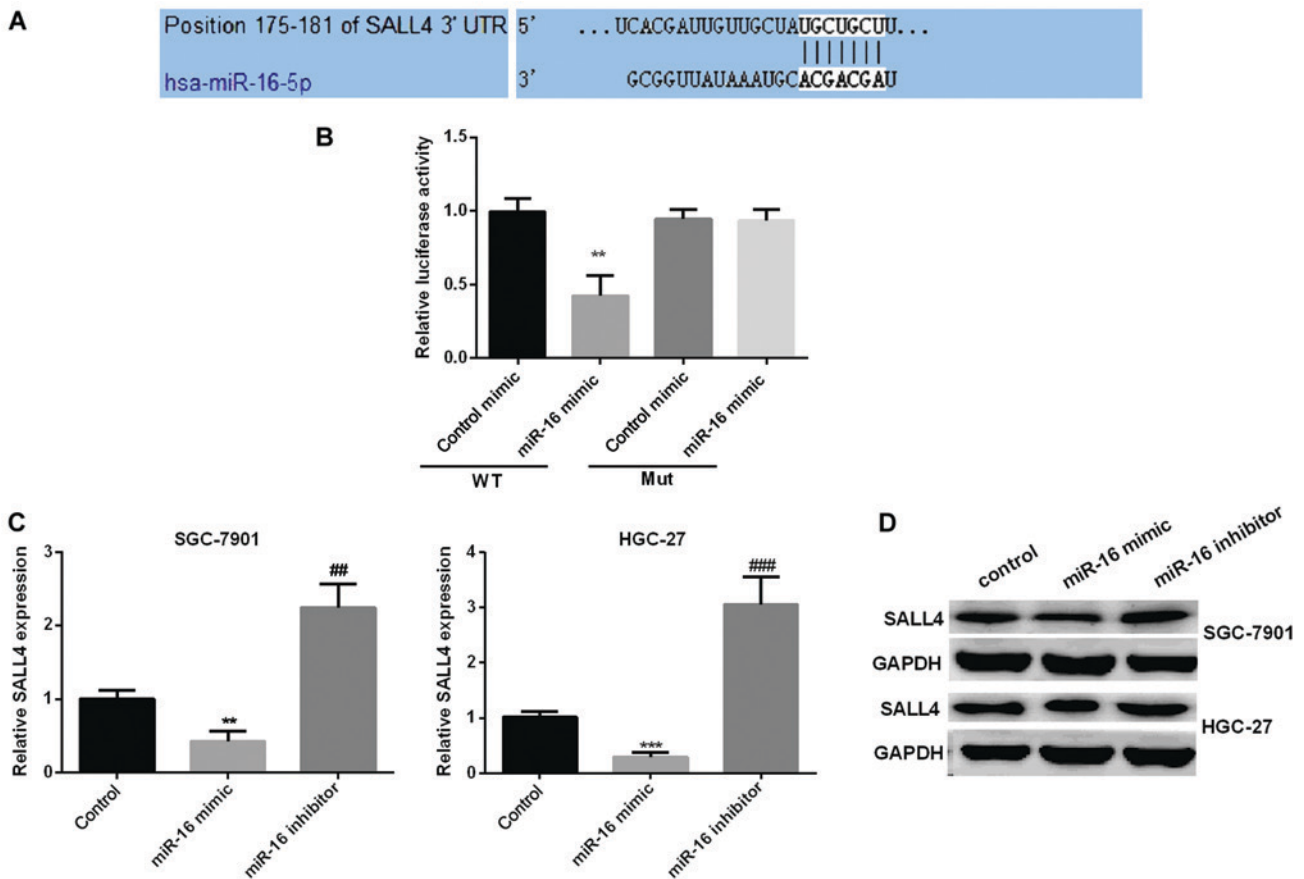 A
Position 175-181 of SALL4 3' UTR 5' ...UCACGAUUGUUGCUAUGCUGCUU...
hsa-miR-16-5p 3' GCGGUUAUAAAUGCACGACGAU
B
Relative luciferase activity
1.5
1.0
0.5
0.0
**
Control mimic
miR-16 mimic
Control mimic
miR-16 mimic
WT
Mut
C
SGC-7901
Relative SALL4 expression
3
2
1
0
**
##
Control
miR-16 mimic
miR-16 inhibitor
HGC-27
Relative SALL4 expression
4
3
2
1
0
***
###
Control
miR-16 mimic
miR-16 inhibitor
D
control
miR-16 mimic
miR-16 inhibitor
SALL4
SGC-7901
GAPDH
SALL4
HGC-27
GAPDH